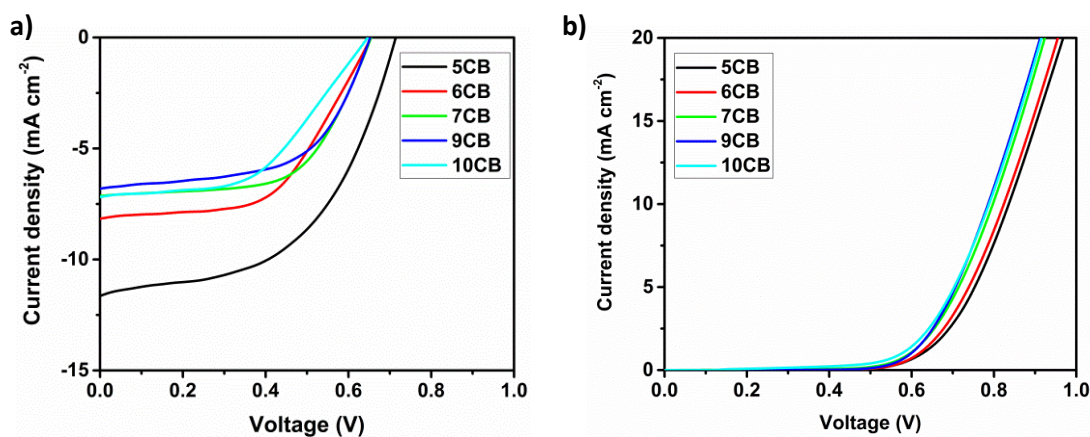 a)
0
-5
-10
-15
Current density (mA cm-2)
5CB
6CB
7CB
9CB
10CB
0.0 0.2 0.4 0.6 0.8 1.0
Voltage (V)
b)
20
15
10
5
0
Current density (mA cm-2)
5CB
6CB
7CB
9CB
10CB
0.0 0.2 0.4 0.6 0.8 1.0
Voltage (V)